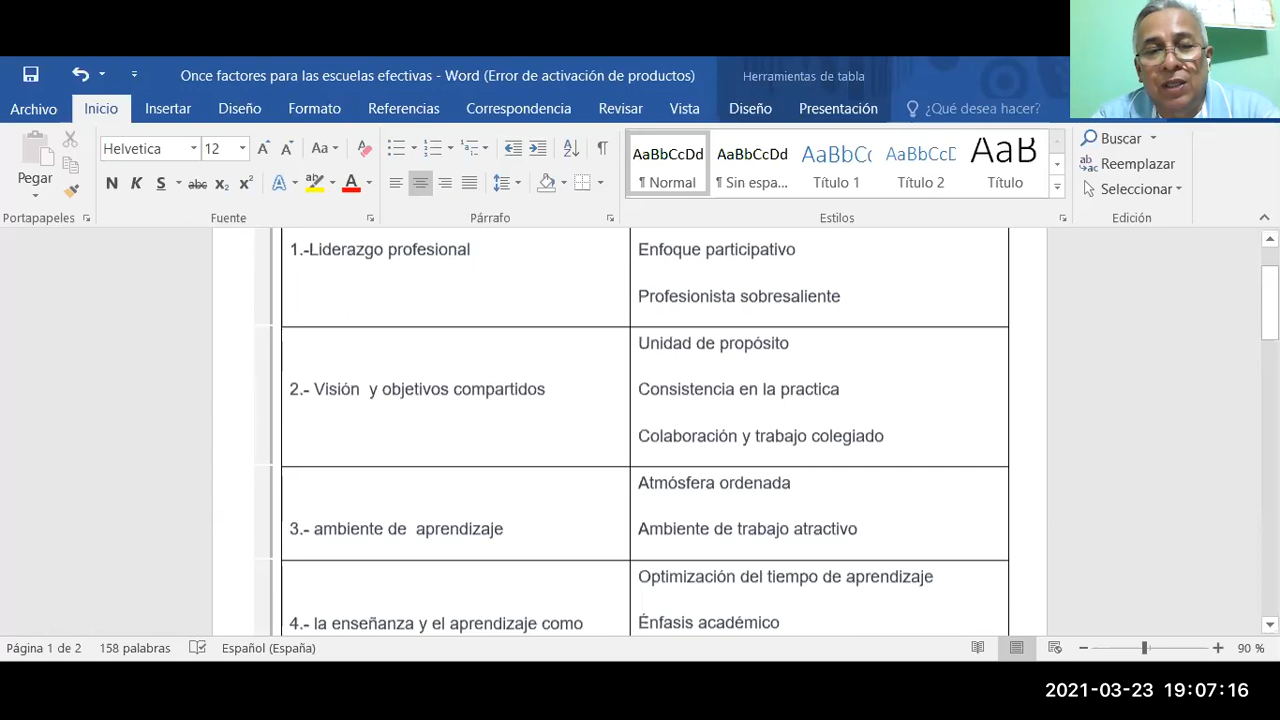 Once factores para las escuelas efectivas - Word (Error de activación de productos)
Herramientas de tabla
Archivo Inicio Insertar Diseño Formato Referencias Correspondencia Revisar Vista Diseño Presentación ¿Qué desea hacer?
Pegar
Portapapeles
Helvetica 12 Aa
N K S abc x₂ x²
Fuente
Párrafo
AaBbCcDd AaBbCcDd AaBbC AaBbCcD AaB
¶ Normal ¶ Sin espa... Título 1 Título 2 Título
Estilos
Buscar
Reemplazar
Seleccionar
Edición
1.-Liderazgo profesional
Enfoque participativo
Profesionista sobresaliente
2.- Visión  y objetivos compartidos
Unidad de propósito
Consistencia en la practica
Colaboración y trabajo colegiado
3.- ambiente de  aprendizaje
Atmósfera ordenada
Ambiente de trabajo atractivo
4.- la enseñanza y el aprendizaje como
Optimización del tiempo de aprendizaje
Énfasis académico
Página 1 de 2 158 palabras Español (España) 90 %
2021-03-23 19:07:16